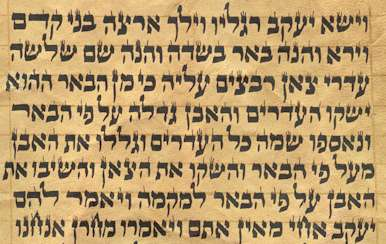 וישא יעקב רגליו וילך ארצה בני קדם
וירא והנה באר בשדה והנה שם שלשה
עדרי צאן רבצים עליה כי מן הבאר ההוא
ישקו העדרים והאבן גדלה על פי הבאר
ונאספו שמה כל העדרים וגללו את האבן
מעל פי הבאר והשקו את הצאן והשיבו את
האבן על פי הבאר למקמה ויאמר להם
יעקב אחי מאין אתם ויאמרו מחרן אנחנו